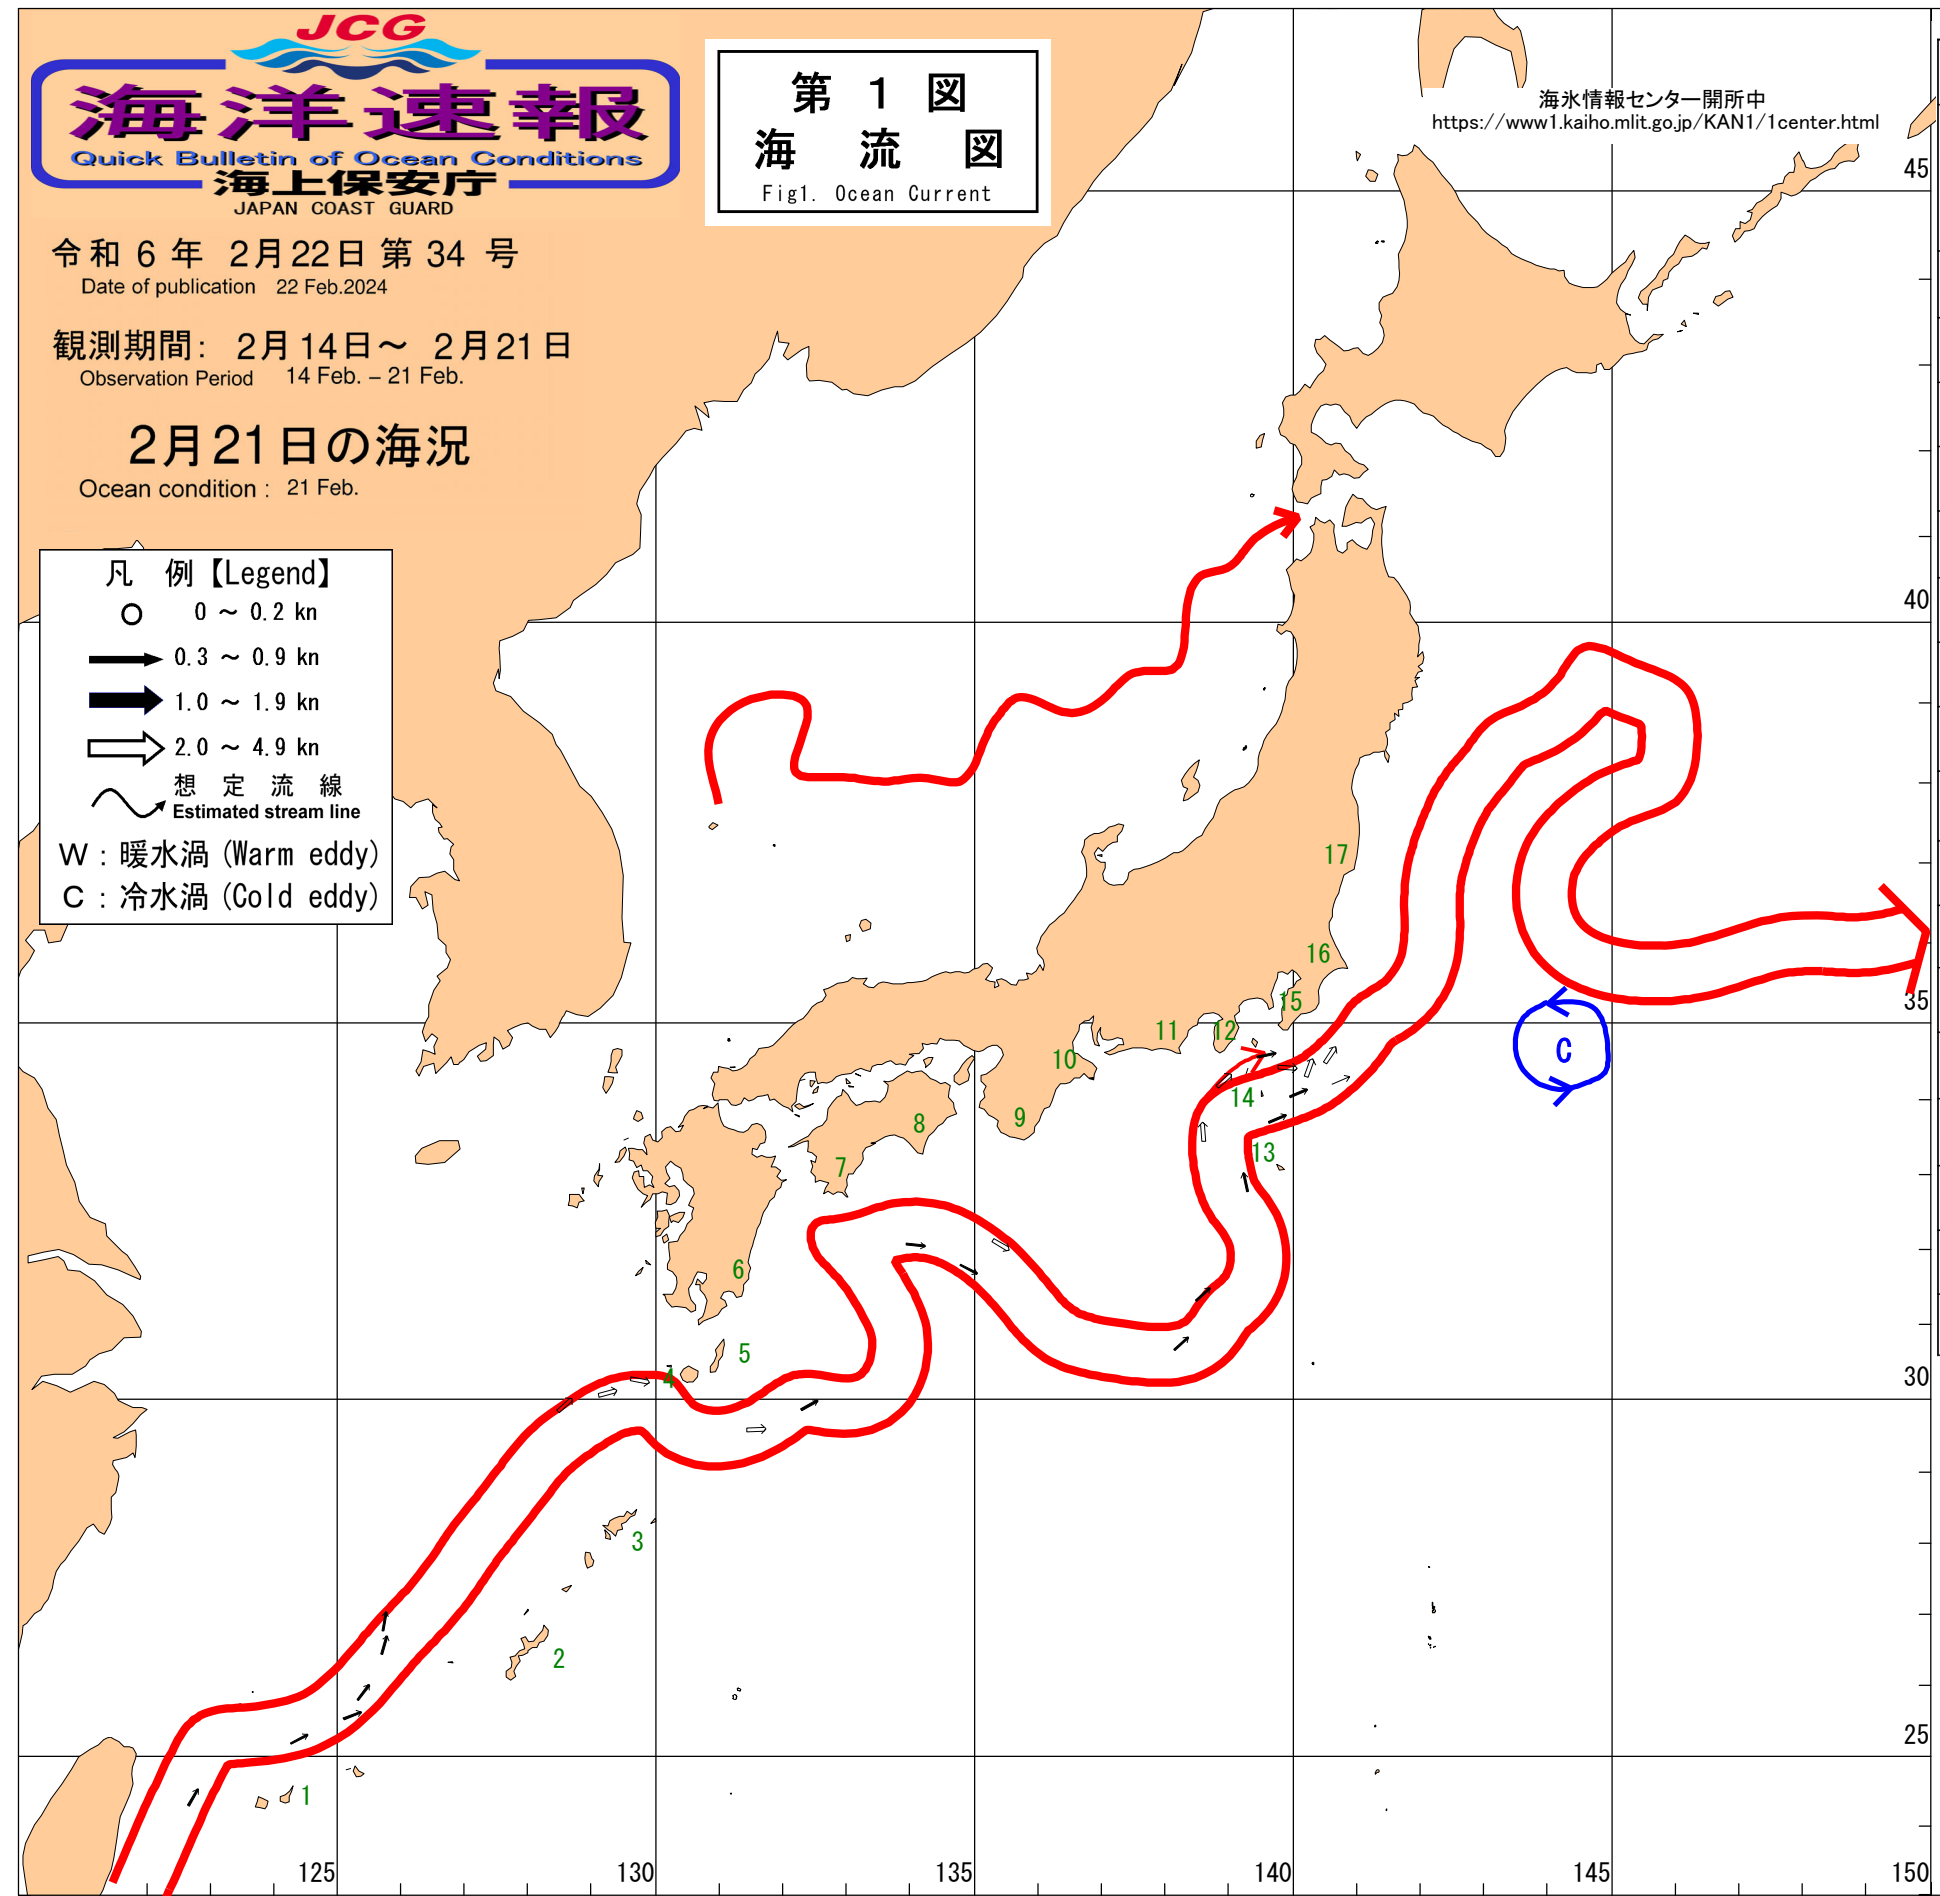 JCG
海洋速報
Quick Bulletin of Ocean Conditions
海上保安庁
JAPAN COAST GUARD
令和 6 年 2月22日 第 34 号
Date of publication 22 Feb.2024
観測期間: 2月14日～ 2月21日
Observation Period 14 Feb. – 21 Feb.
2月21日の海況
Ocean condition : 21 Feb.
第 1 図
海 流 図
Fig1. Ocean Current
海氷情報センター開所中
https://www1.kaiho.mlit.go.jp/KAN1/1center.html
凡 例【Legend】
0 ～ 0.2 kn
0.3 ～ 0.9 kn
1.0 ～ 1.9 kn
2.0 ～ 4.9 kn
想 定 流 線
Estimated stream line
W : 暖水渦 (Warm eddy)
C : 冷水渦 (Cold eddy)
45
40
17
16
35
15
12
11
C
10
14
9
8
13
7
6
5
4
30
3
2
25
1
125
130
135
140
145
150